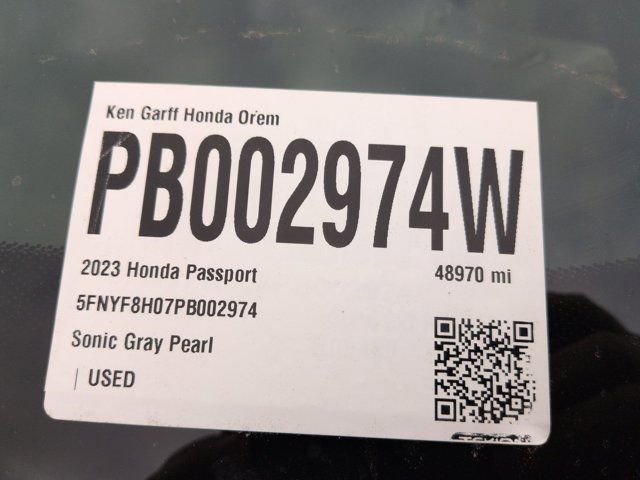 Ken Garff Honda Orem
PB002974W
2023 Honda Passport 48970 mi
5FNYF8H07PB002974
Sonic Gray Pearl
| USED